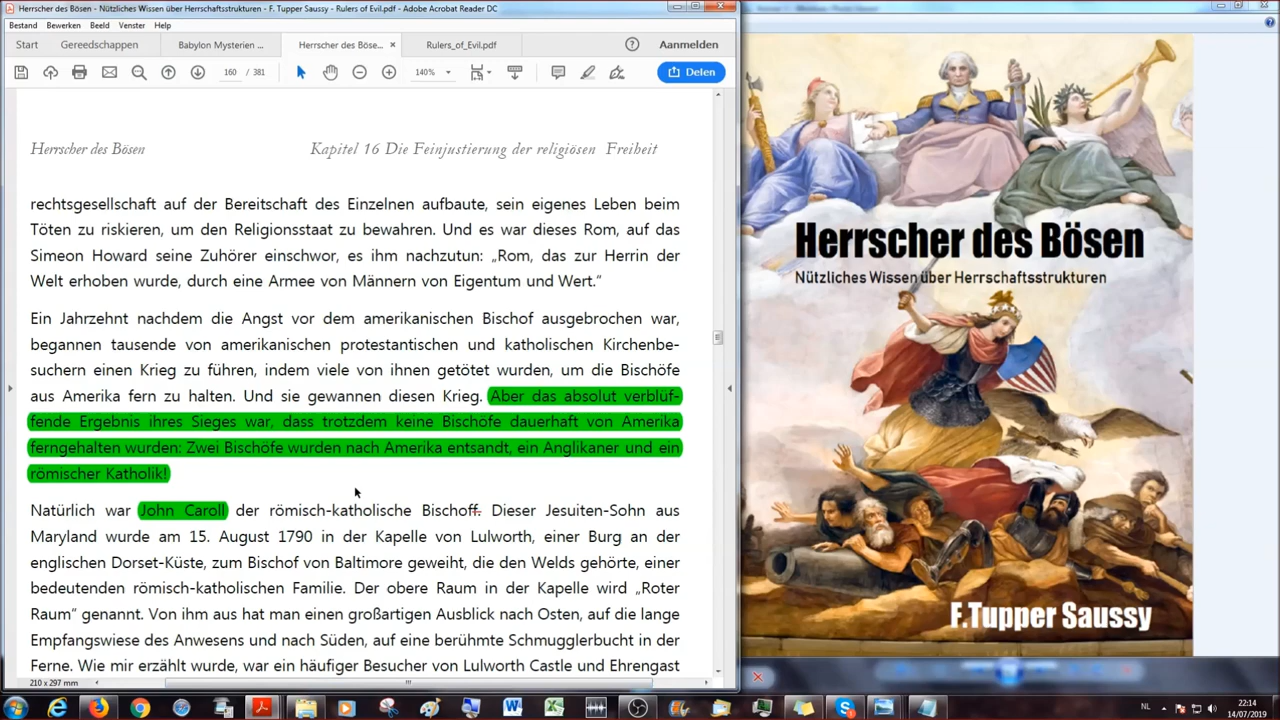 Herrscher des Bösen - Nützliches Wissen über Herrschaftsstrukturen - F. Tupper Saussy - Rulers of Evil.pdf - Adobe Acrobat Reader DC
Bestand Bewerken Beeld Venster Help
Start Gereedschappen Babylon Mysterien ... Herrscher des Böse... × Rulers_of_Evil.pdf Aanmelden
160 / 381 140% Delen
Herrscher des Bösen Kapitel 16 Die Feinjustierung der religiösen Freiheit
rechtsgesellschaft auf der Bereitschaft des Einzelnen aufbaute, sein eigenes Leben beim
Töten zu riskieren, um den Religionsstaat zu bewahren. Und es war dieses Rom, auf das
Simeon Howard seine Zuhörer einschwor, es ihm nachzutun: „Rom, das zur Herrin der
Welt erhoben wurde, durch eine Armee von Männern von Eigentum und Wert.“
Ein Jahrzehnt nachdem die Angst vor dem amerikanischen Bischof ausgebrochen war,
begannen tausende von amerikanischen protestantischen und katholischen Kirchenbe-
suchern einen Krieg zu führen, indem viele von ihnen getötet wurden, um die Bischöfe
aus Amerika fern zu halten. Und sie gewannen diesen Krieg. Aber das absolut verblüf-
fende Ergebnis ihres Sieges war, dass trotzdem keine Bischöfe dauerhaft von Amerika
ferngehalten wurden: Zwei Bischöfe wurden nach Amerika entsandt, ein Anglikaner und ein
römischer Katholik!
Natürlich war John Caroll der römisch-katholische Bischoff. Dieser Jesuiten-Sohn aus
Maryland wurde am 15. August 1790 in der Kapelle von Lulworth, einer Burg an der
englischen Dorset-Küste, zum Bischof von Baltimore geweiht, die den Welds gehörte, einer
bedeutenden römisch-katholischen Familie. Der obere Raum in der Kapelle wird „Roter
Raum“ genannt. Von ihm aus hat man einen großartigen Ausblick nach Osten, auf die lange
Empfangswiese des Anwesens und nach Süden, auf eine berühmte Schmugglerbucht in der
Ferne. Wie mir erzählt wurde, war ein häufiger Besucher von Lulworth Castle und Ehrengast
210 x 297 mm
Herrscher des Bösen
Nützliches Wissen über Herrschaftsstrukturen
F.Tupper Saussy
NL 22:14
14/07/2019